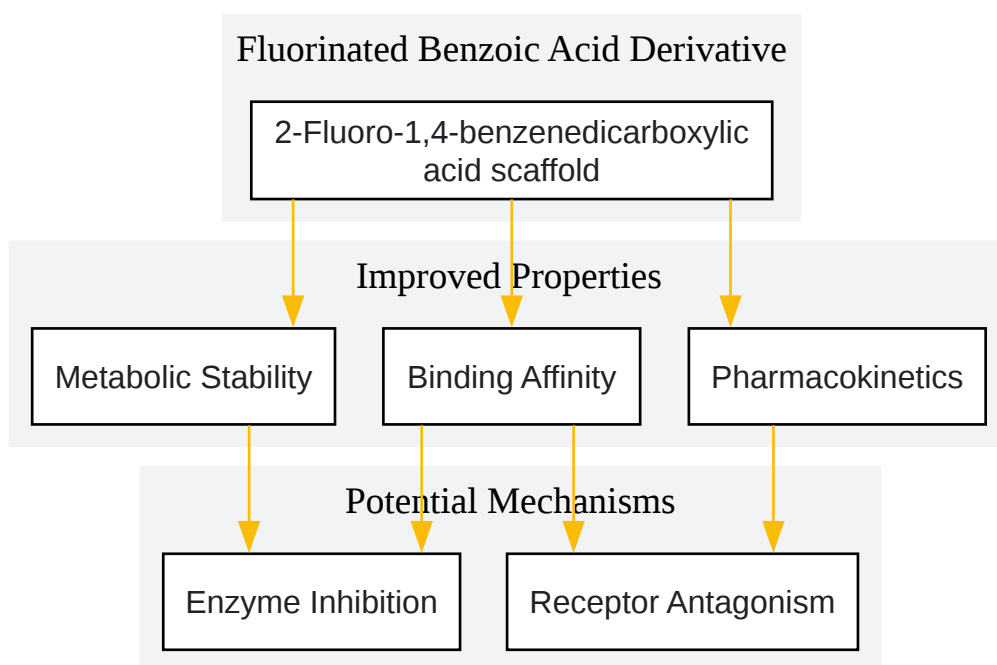 Fluorinated Benzoic Acid Derivative
2-Fluoro-1,4-benzenedicarboxylic
acid scaffold
Improved Properties
Metabolic Stability
Binding Affinity
Pharmacokinetics
Potential Mechanisms
Enzyme Inhibition
Receptor Antagonism